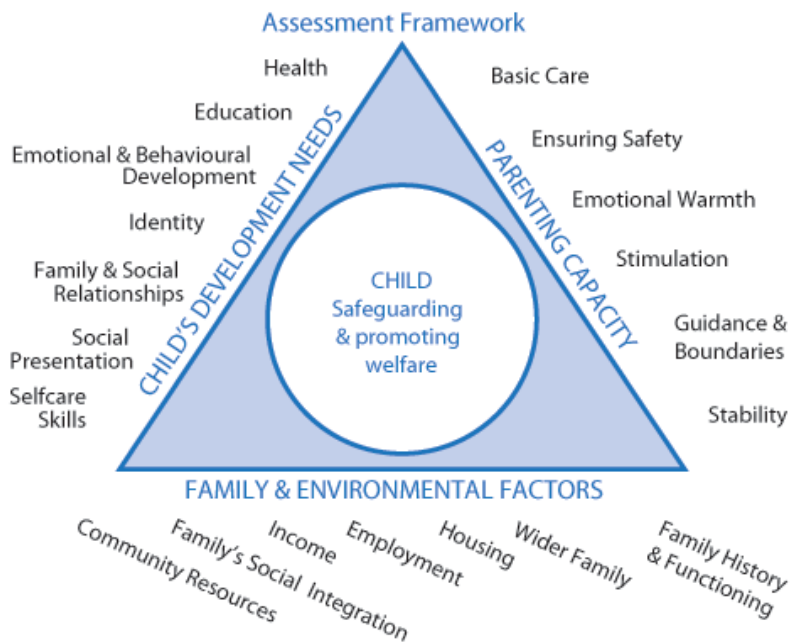 Assessment Framework
Health
Education
Emotional & Behavioural
Development
Identity
Family & Social
Relationships
Social
Presentation
Selfcare
Skills
CHILD'S DEVELOPMENT NEEDS
CHILD
Safeguarding
& promoting
welfare
PARENTING CAPACITY
Basic Care
Ensuring Safety
Emotional Warmth
Stimulation
Guidance &
Boundaries
Stability
FAMILY & ENVIRONMENTAL FACTORS
Community Resources
Family's Social Integration
Income
Employment
Housing
Wider Family
Family History
& Functioning